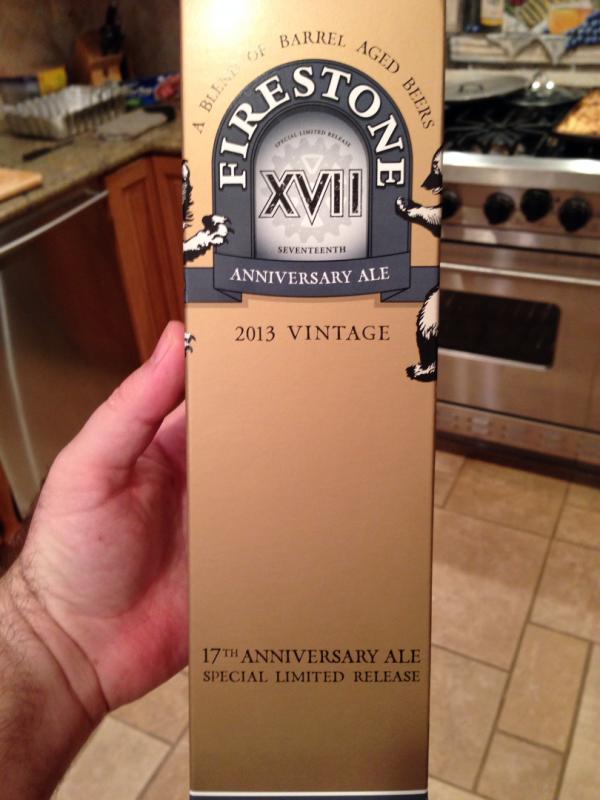 A BLEND OF BARREL AGED BEERS
FIRESTONE
SPECIAL LIMITED RELEASE
XVII
SEVENTEENTH
ANNIVERSARY ALE
2013 VINTAGE
17TH ANNIVERSARY ALE
SPECIAL LIMITED RELEASE